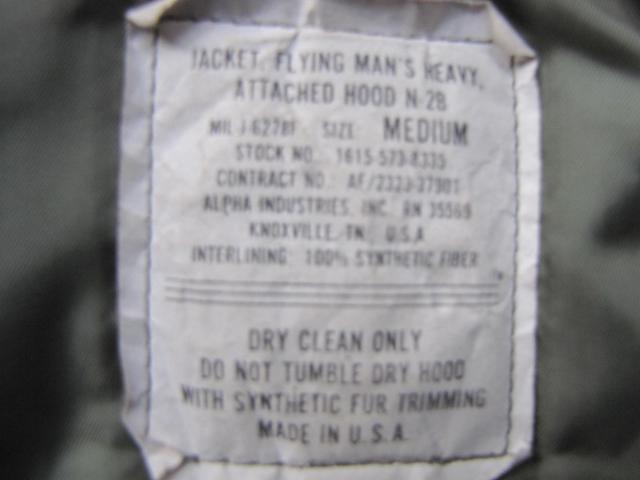 JACKET, FLYING MAN'S HEAVY,
ATTACHED HOOD N-2B
MIL-J-6278F SIZE MEDIUM
STOCK NO. 1615-573-8335
CONTRACT NO. AF/2333-37301
ALPHA INDUSTRIES, INC. RN 35569
KNOXVILLE, TN U.S.A
INTERLINING: 100% SYNTHETIC FIBER
DRY CLEAN ONLY
DO NOT TUMBLE DRY HOOD
WITH SYNTHETIC FUR TRIMMING
MADE IN U.S.A.